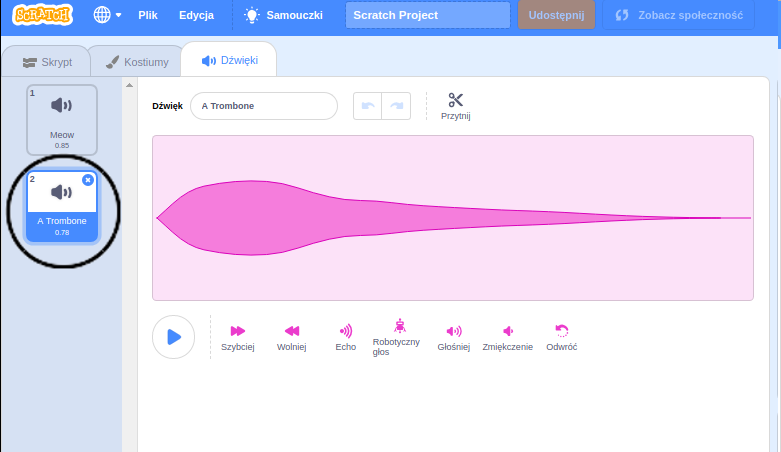 SCRATCH Plik Edycja Samouczki Scratch Project Udostępnij Zobacz społeczność
Skrypt Kostiumy Dźwięki
1
Meow
0.85
2
A Trombone
0.78
Dźwięk A Trombone Przytnij
Szybciej Wolniej Echo Robotyczny głos Głośniej Zmiękczenie Odwróć